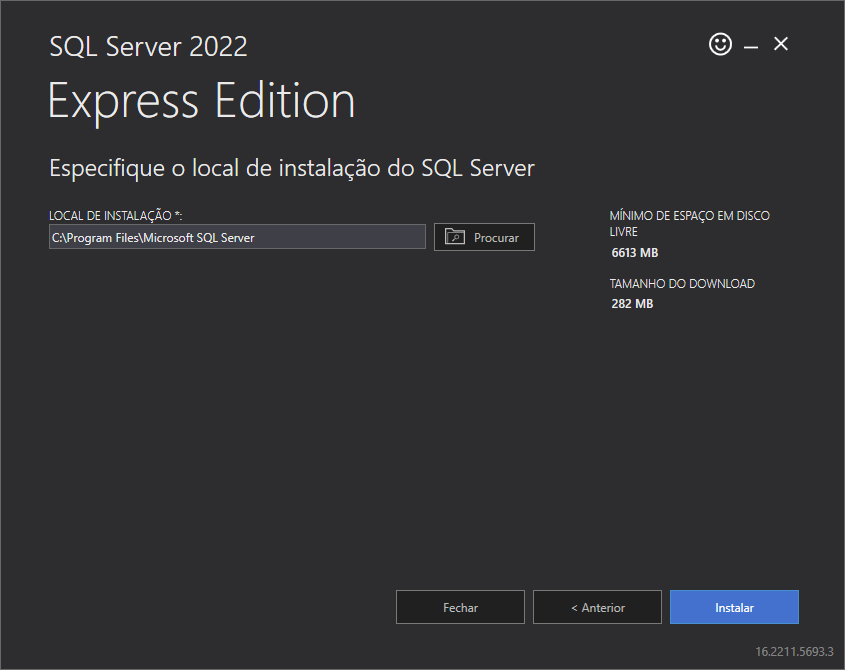 SQL Server 2022
Express Edition
Especifique o local de instalação do SQL Server
LOCAL DE INSTALAÇÃO *:
C:\Program Files\Microsoft SQL Server
Procurar
MÍNIMO DE ESPAÇO EM DISCO
LIVRE
6613 MB
TAMANHO DO DOWNLOAD
282 MB
Fechar
< Anterior
Instalar
16.2211.5693.3